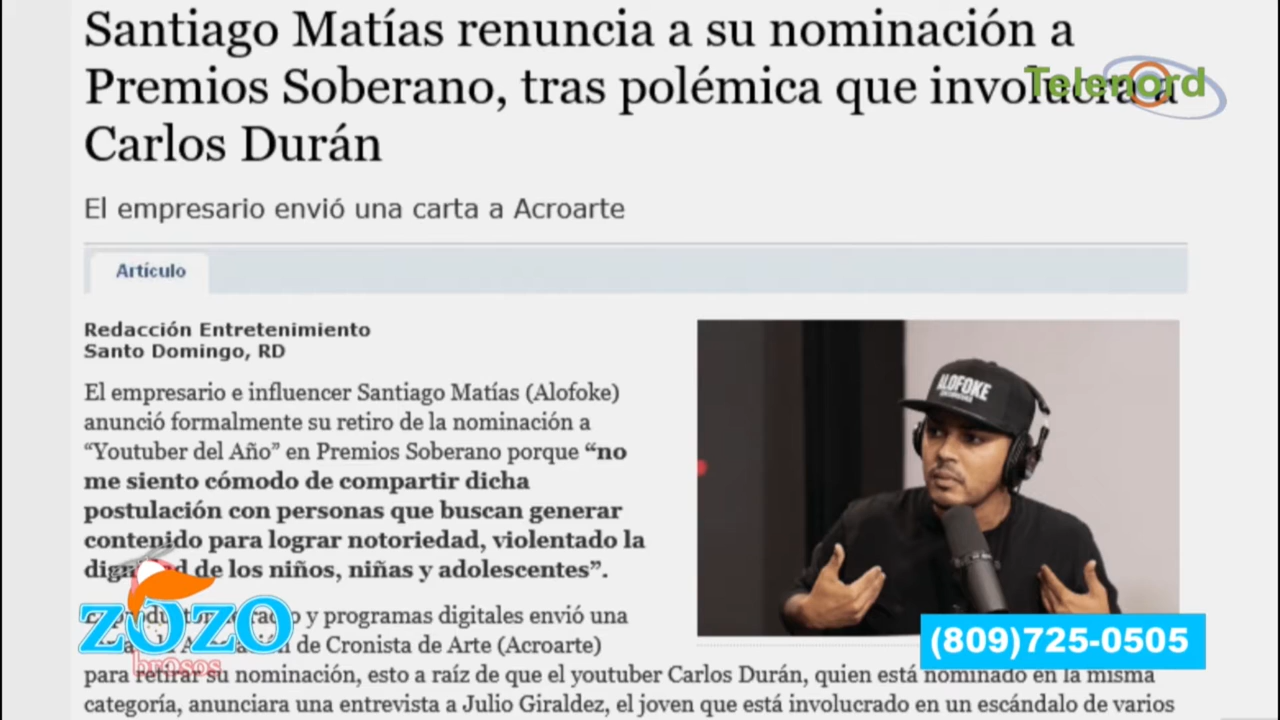 Santiago Matías renuncia a su nominación a
Premios Soberano, tras polémica que involucra a
Carlos Durán
Telenord
El empresario envió una carta a Acroarte
Artículo
Redacción Entretenimiento
Santo Domingo, RD
El empresario e influencer Santiago Matías (Alofoke)
anunció formalmente su retiro de la nominación a
“Youtuber del Año” en Premios Soberano porque “no
me siento cómodo de compartir dicha
postulación con personas que buscan generar
contenido para lograr notoriedad, violentado la
dignidad de los niños, niñas y adolescentes”.
y programas digitales envió una
de Cronista de Arte (Acroarte)
para retirar su nominación, esto a raíz de que el youtuber Carlos Durán, quien está nominado en la misma
categoría, anunciara una entrevista a Julio Giraldez, el joven que está involucrado en un escándalo de varios
ALOFOKE
ZOZO
brosos
(809)725-0505